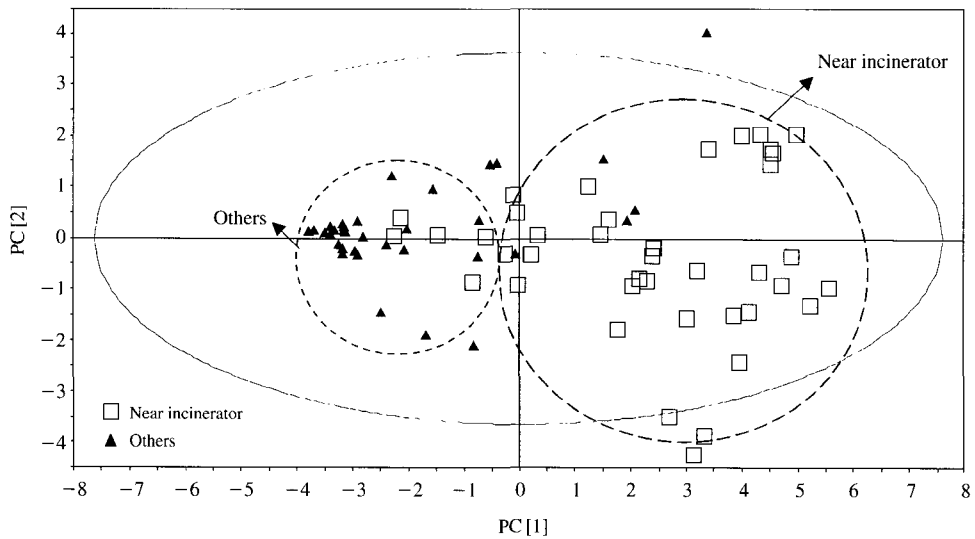 4
3
2
1
0
−1
−2
−3
−4
PC [2]
Near incinerator
Others
Near incinerator
Others
−8 −7 −6 −5 −4 −3 −2 −1 0 1 2 3 4 5 6 7 8
PC [1]